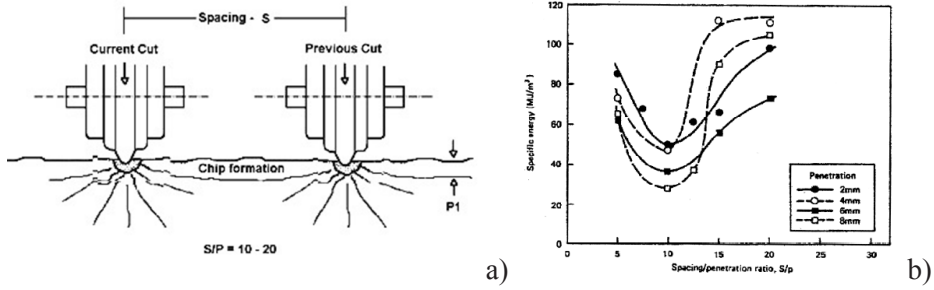 Spacing - S
Current Cut
Previous Cut
Chip formation
P1
S/P = 10 - 20
a)
Spepific energy (MJ/m³)
120
100
80
60
40
20
0
0
5
10
15
20
25
30
Spacing/penetration ratio, S/p
Penetration
2mm
4mm
6mm
8mm
b)